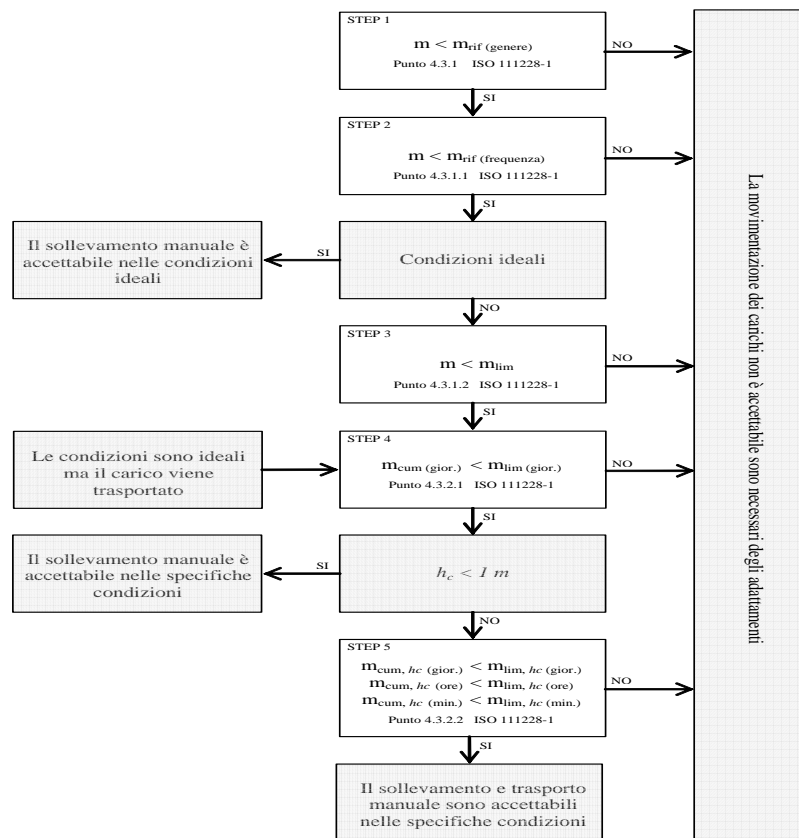 STEP 1
m < mrif (genere)
Punto 4.3.1 ISO 111228-1
NO
SI
STEP 2
m < mrif (frequenza)
Punto 4.3.1.1 ISO 111228-1
NO
SI
Il sollevamento manuale è
accettabile nelle condizioni
ideali
SI
Condizioni ideali
NO
STEP 3
m < mlim
Punto 4.3.1.2 ISO 111228-1
NO
SI
Le condizioni sono ideali
ma il carico viene
trasportato
STEP 4
mcum (gior.) < mlim (gior.)
Punto 4.3.2.1 ISO 111228-1
NO
SI
Il sollevamento manuale è
accettabile nelle specifiche
condizioni
SI
hc < 1 m
NO
STEP 5
mcum, hc (gior.) < mlim, hc (gior.)
mcum, hc (ore) < mlim, hc (ore)
mcum, hc (min.) < mlim, hc (min.)
Punto 4.3.2.2 ISO 111228-1
NO
SI
Il sollevamento e trasporto
manuale sono accettabili
nelle specifiche condizioni
La movimentazione dei carichi non è accettabile sono necessari degli adattamenti